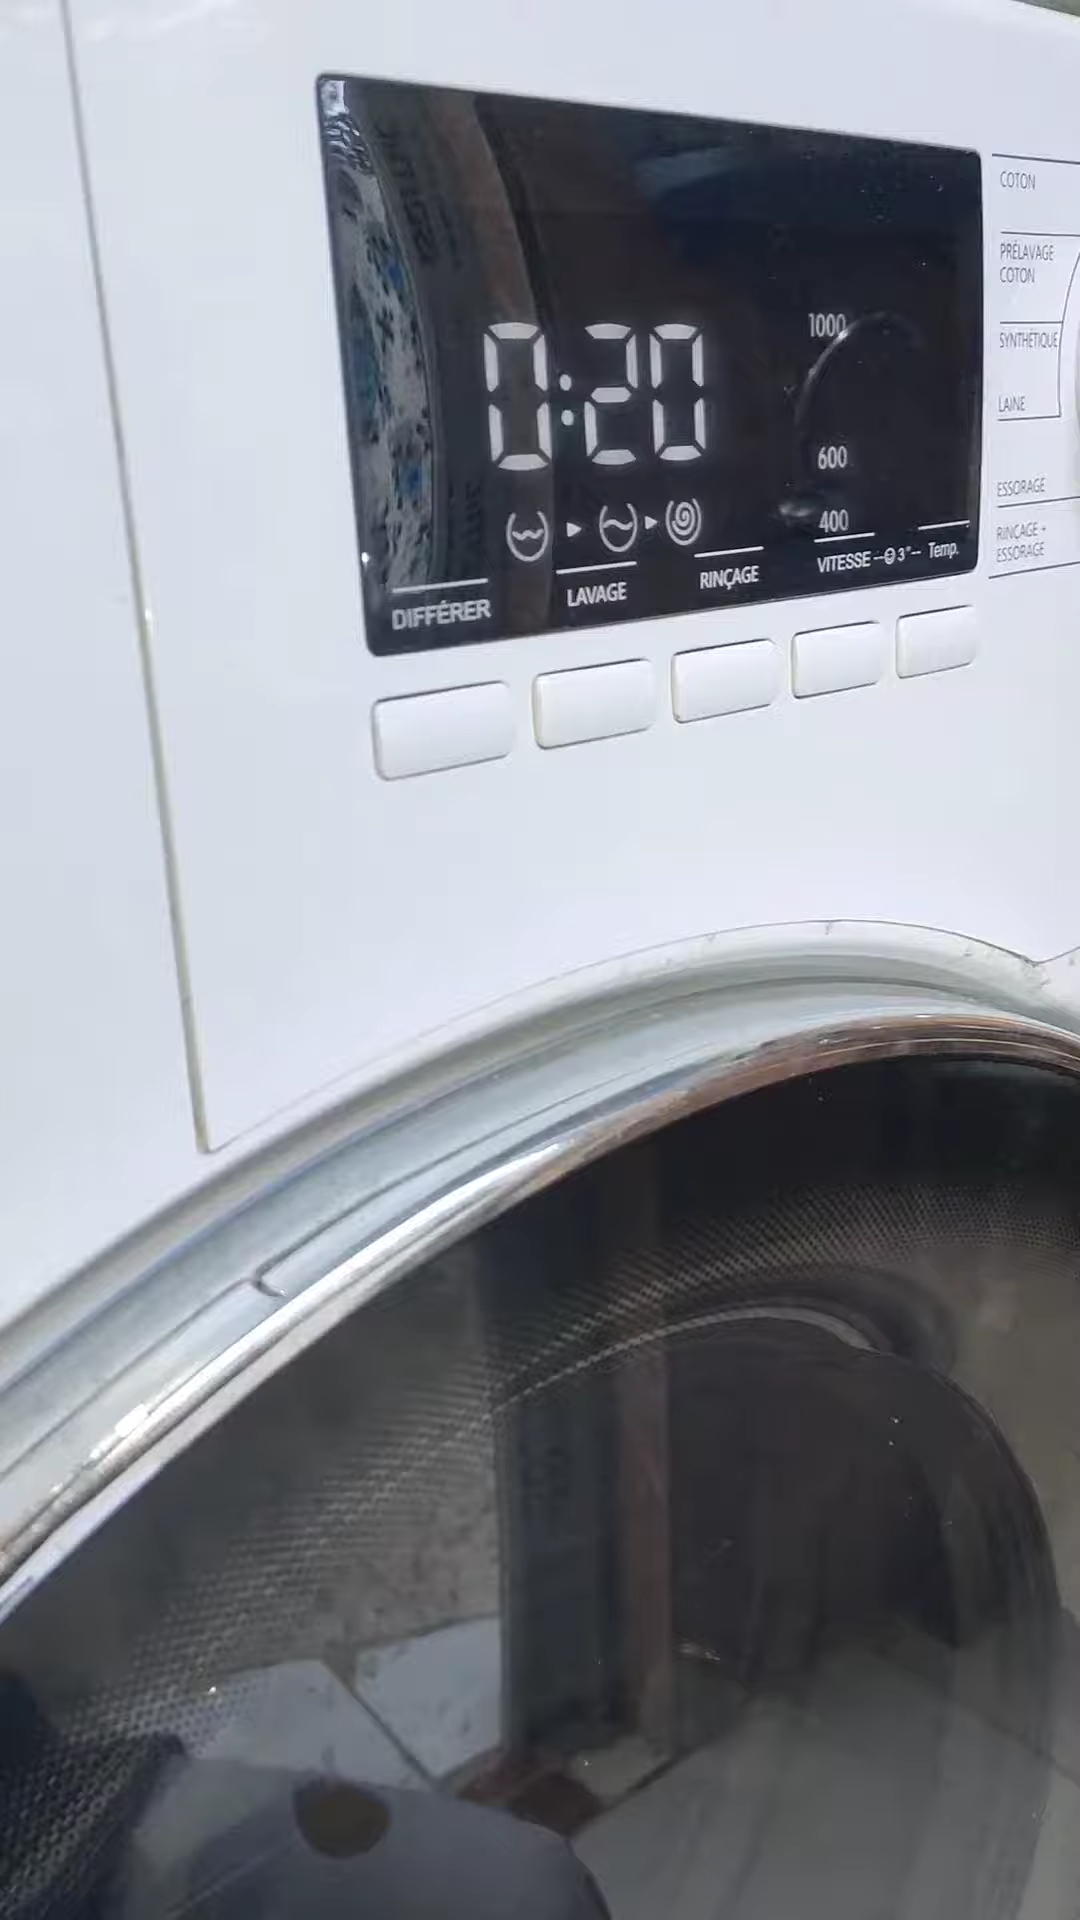 0:20
1000
600
400
DIFFÉRER
LAVAGE
RINÇAGE
VITESSE
3"
Temp.
COTON
PRÉLAVAGE
COTON
SYNTHÉTIQUE
LAINE
ESSORAGE
RINÇAGE +
ESSORAGE